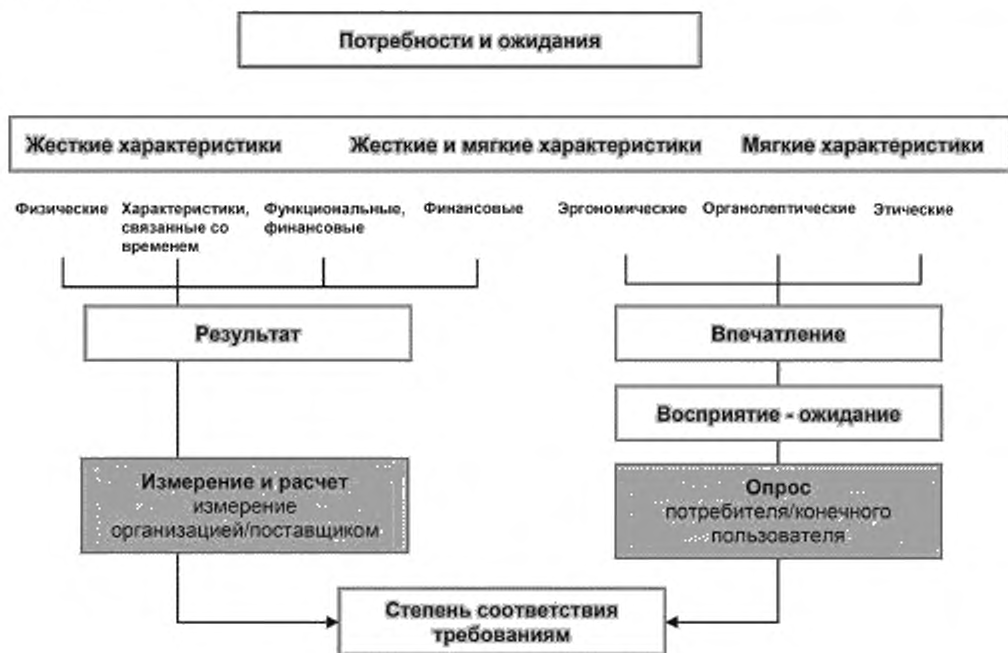 Потребности и ожидания
Жесткие характеристики
Жесткие и мягкие характеристики
Мягкие характеристики
Физические
Характеристики,
связанные со
временем
Функциональные,
финансовые
Финансовые
Эргономические
Органолептические
Этические
Результат
Впечатление
Восприятие - ожидание
Измерение и расчет
измерение
организацией/поставщиком
Опрос
потребителя/конечного
пользователя
Степень соответствия
требованиям